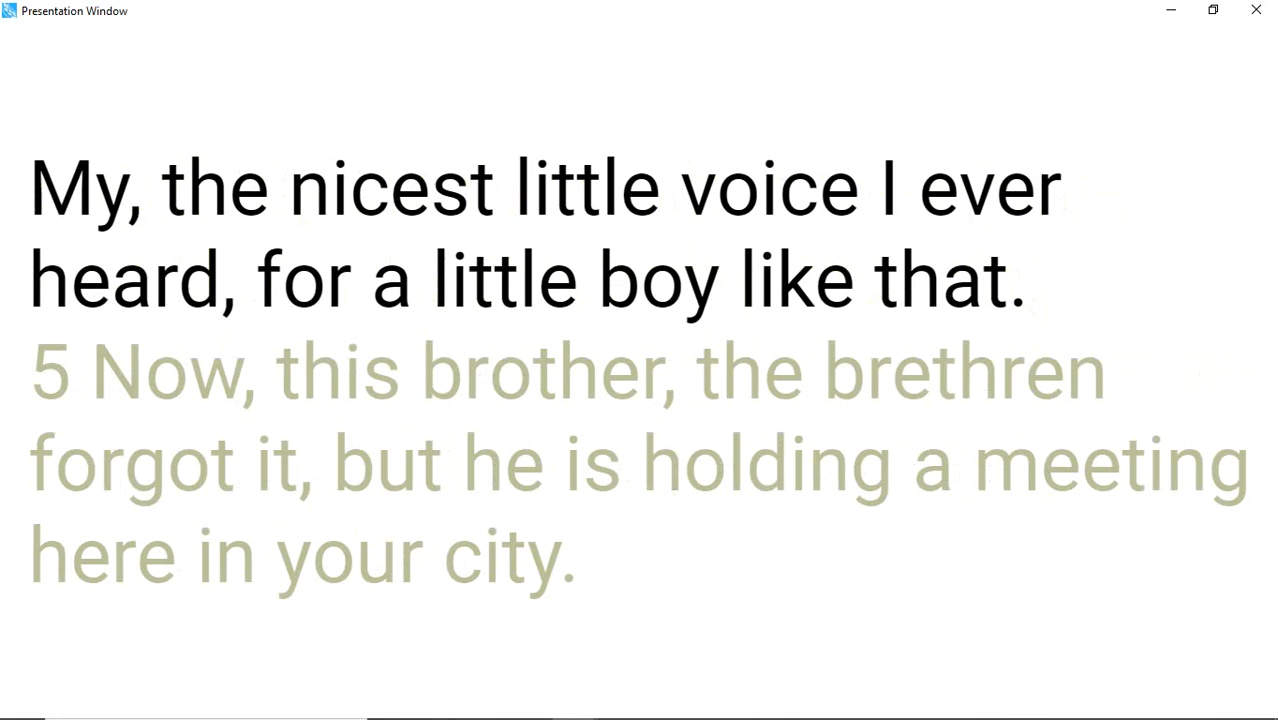 Presentation Window
My, the nicest little voice I ever
heard, for a little boy like that.
5 Now, this brother, the brethren
forgot it, but he is holding a meeting
here in your city.